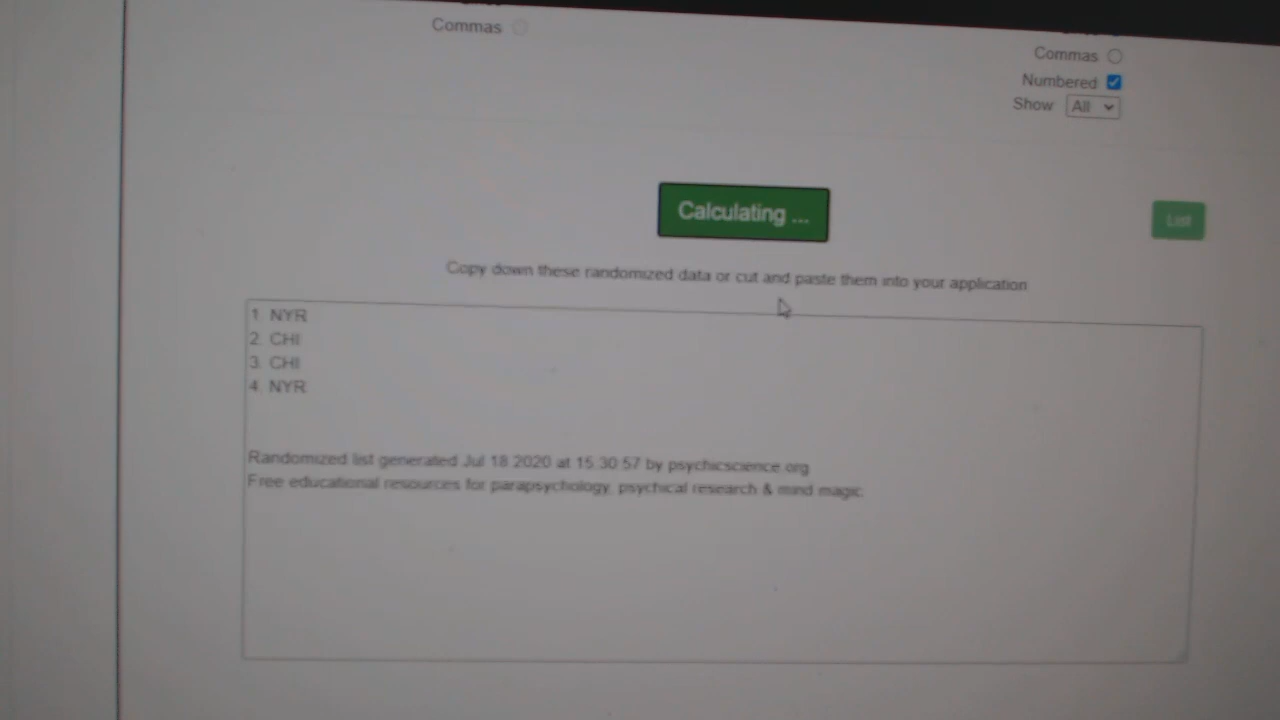 Commas
Commas
Numbered
Show All
Calculating ...
List
Copy down these randomized data or cut and paste them into your application
1. NYR
2. CHI
3. CHI
4. NYR
Randomized list generated Jul 18 2020 at 15:30:57 by psychicscience.org
Free educational resources for parapsychology, psychical research & mind magic.